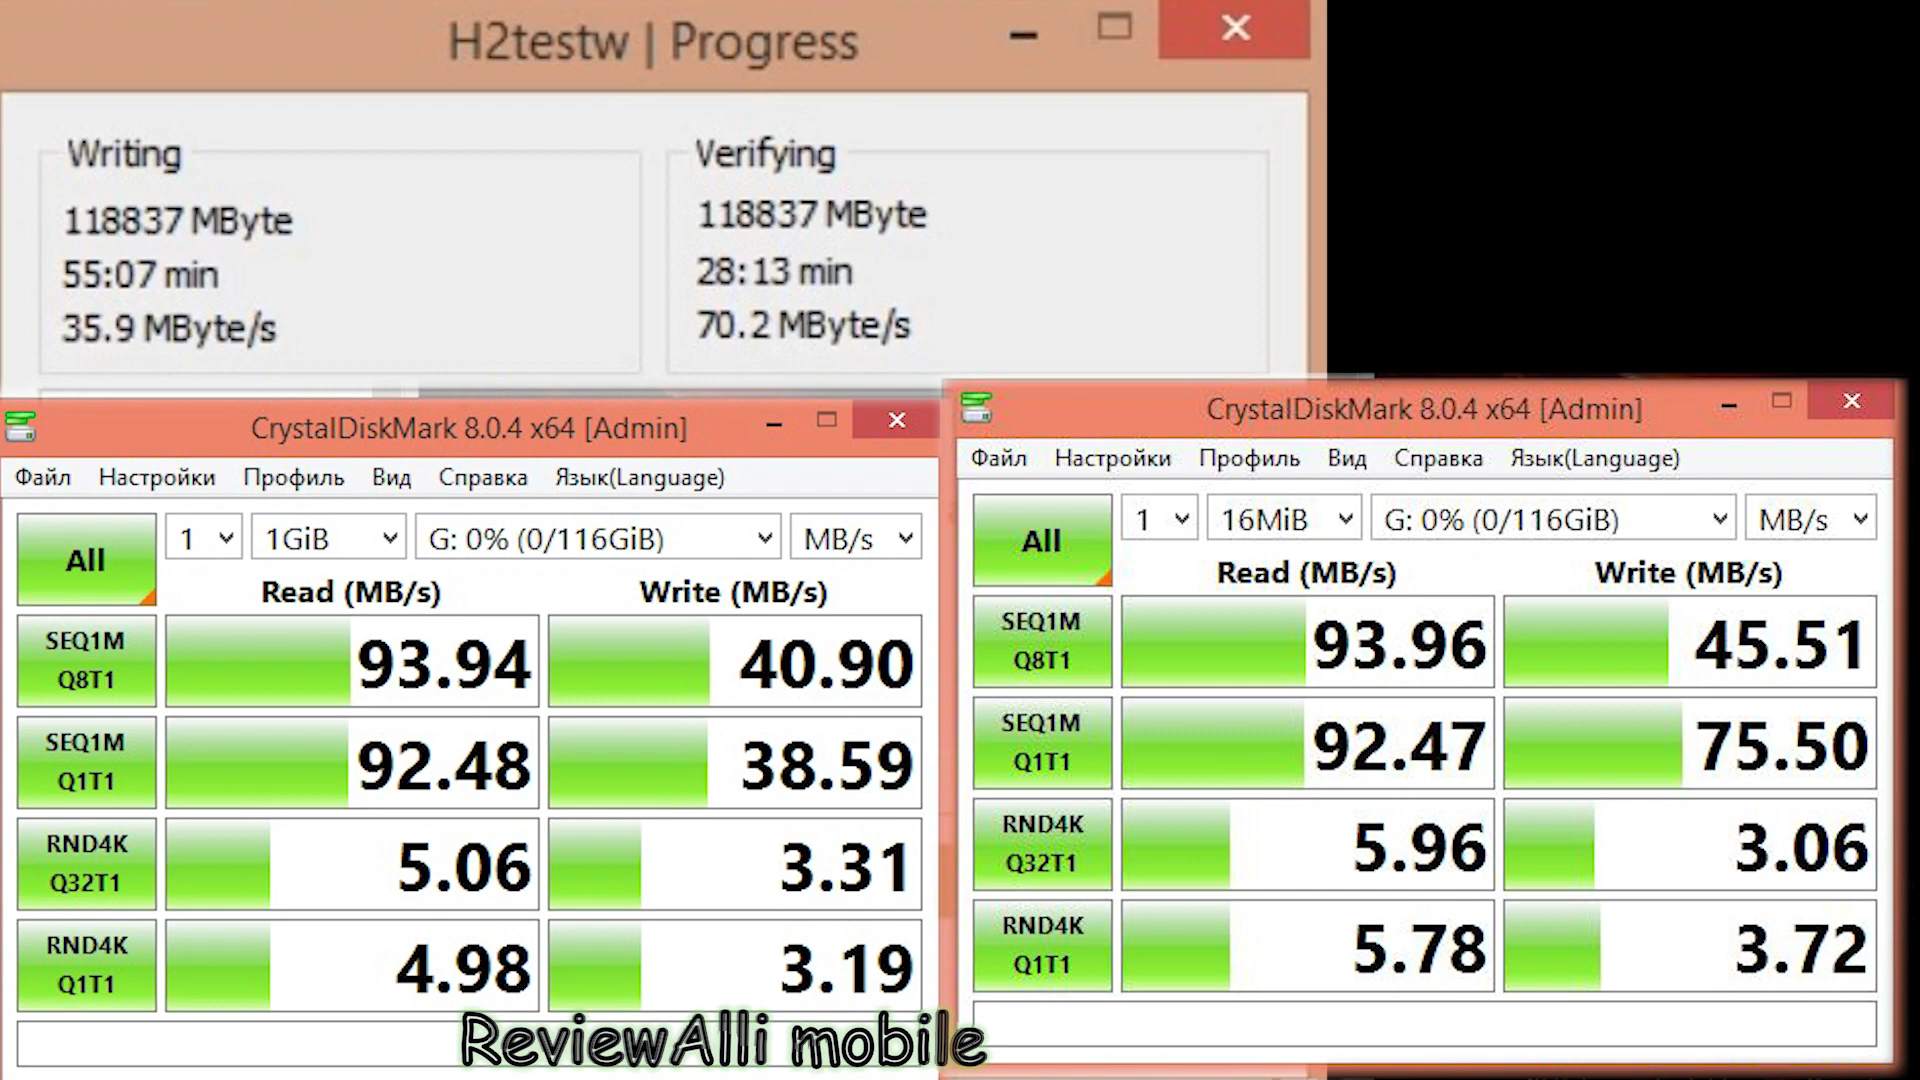 H2testw | Progress
Writing
118837 MByte
55:07 min
35.9 MByte/s
Verifying
118837 MByte
28:13 min
70.2 MByte/s
CrystalDiskMark 8.0.4 x64 [Admin]
Файл Настройки Профиль Вид Справка Язык(Language)
All 1 1GiB G: 0% (0/116GiB) MB/s
Read (MB/s) Write (MB/s)
SEQ1M
Q8T1
93.94 40.90
SEQ1M
Q1T1
92.48 38.59
RND4K
Q32T1
5.06 3.31
RND4K
Q1T1
4.98 3.19
CrystalDiskMark 8.0.4 x64 [Admin]
Файл Настройки Профиль Вид Справка Язык(Language)
All 1 16MiB G: 0% (0/116GiB) MB/s
Read (MB/s) Write (MB/s)
SEQ1M
Q8T1
93.96 45.51
SEQ1M
Q1T1
92.47 75.50
RND4K
Q32T1
5.96 3.06
RND4K
Q1T1
5.78 3.72
ReviewAlli mobile